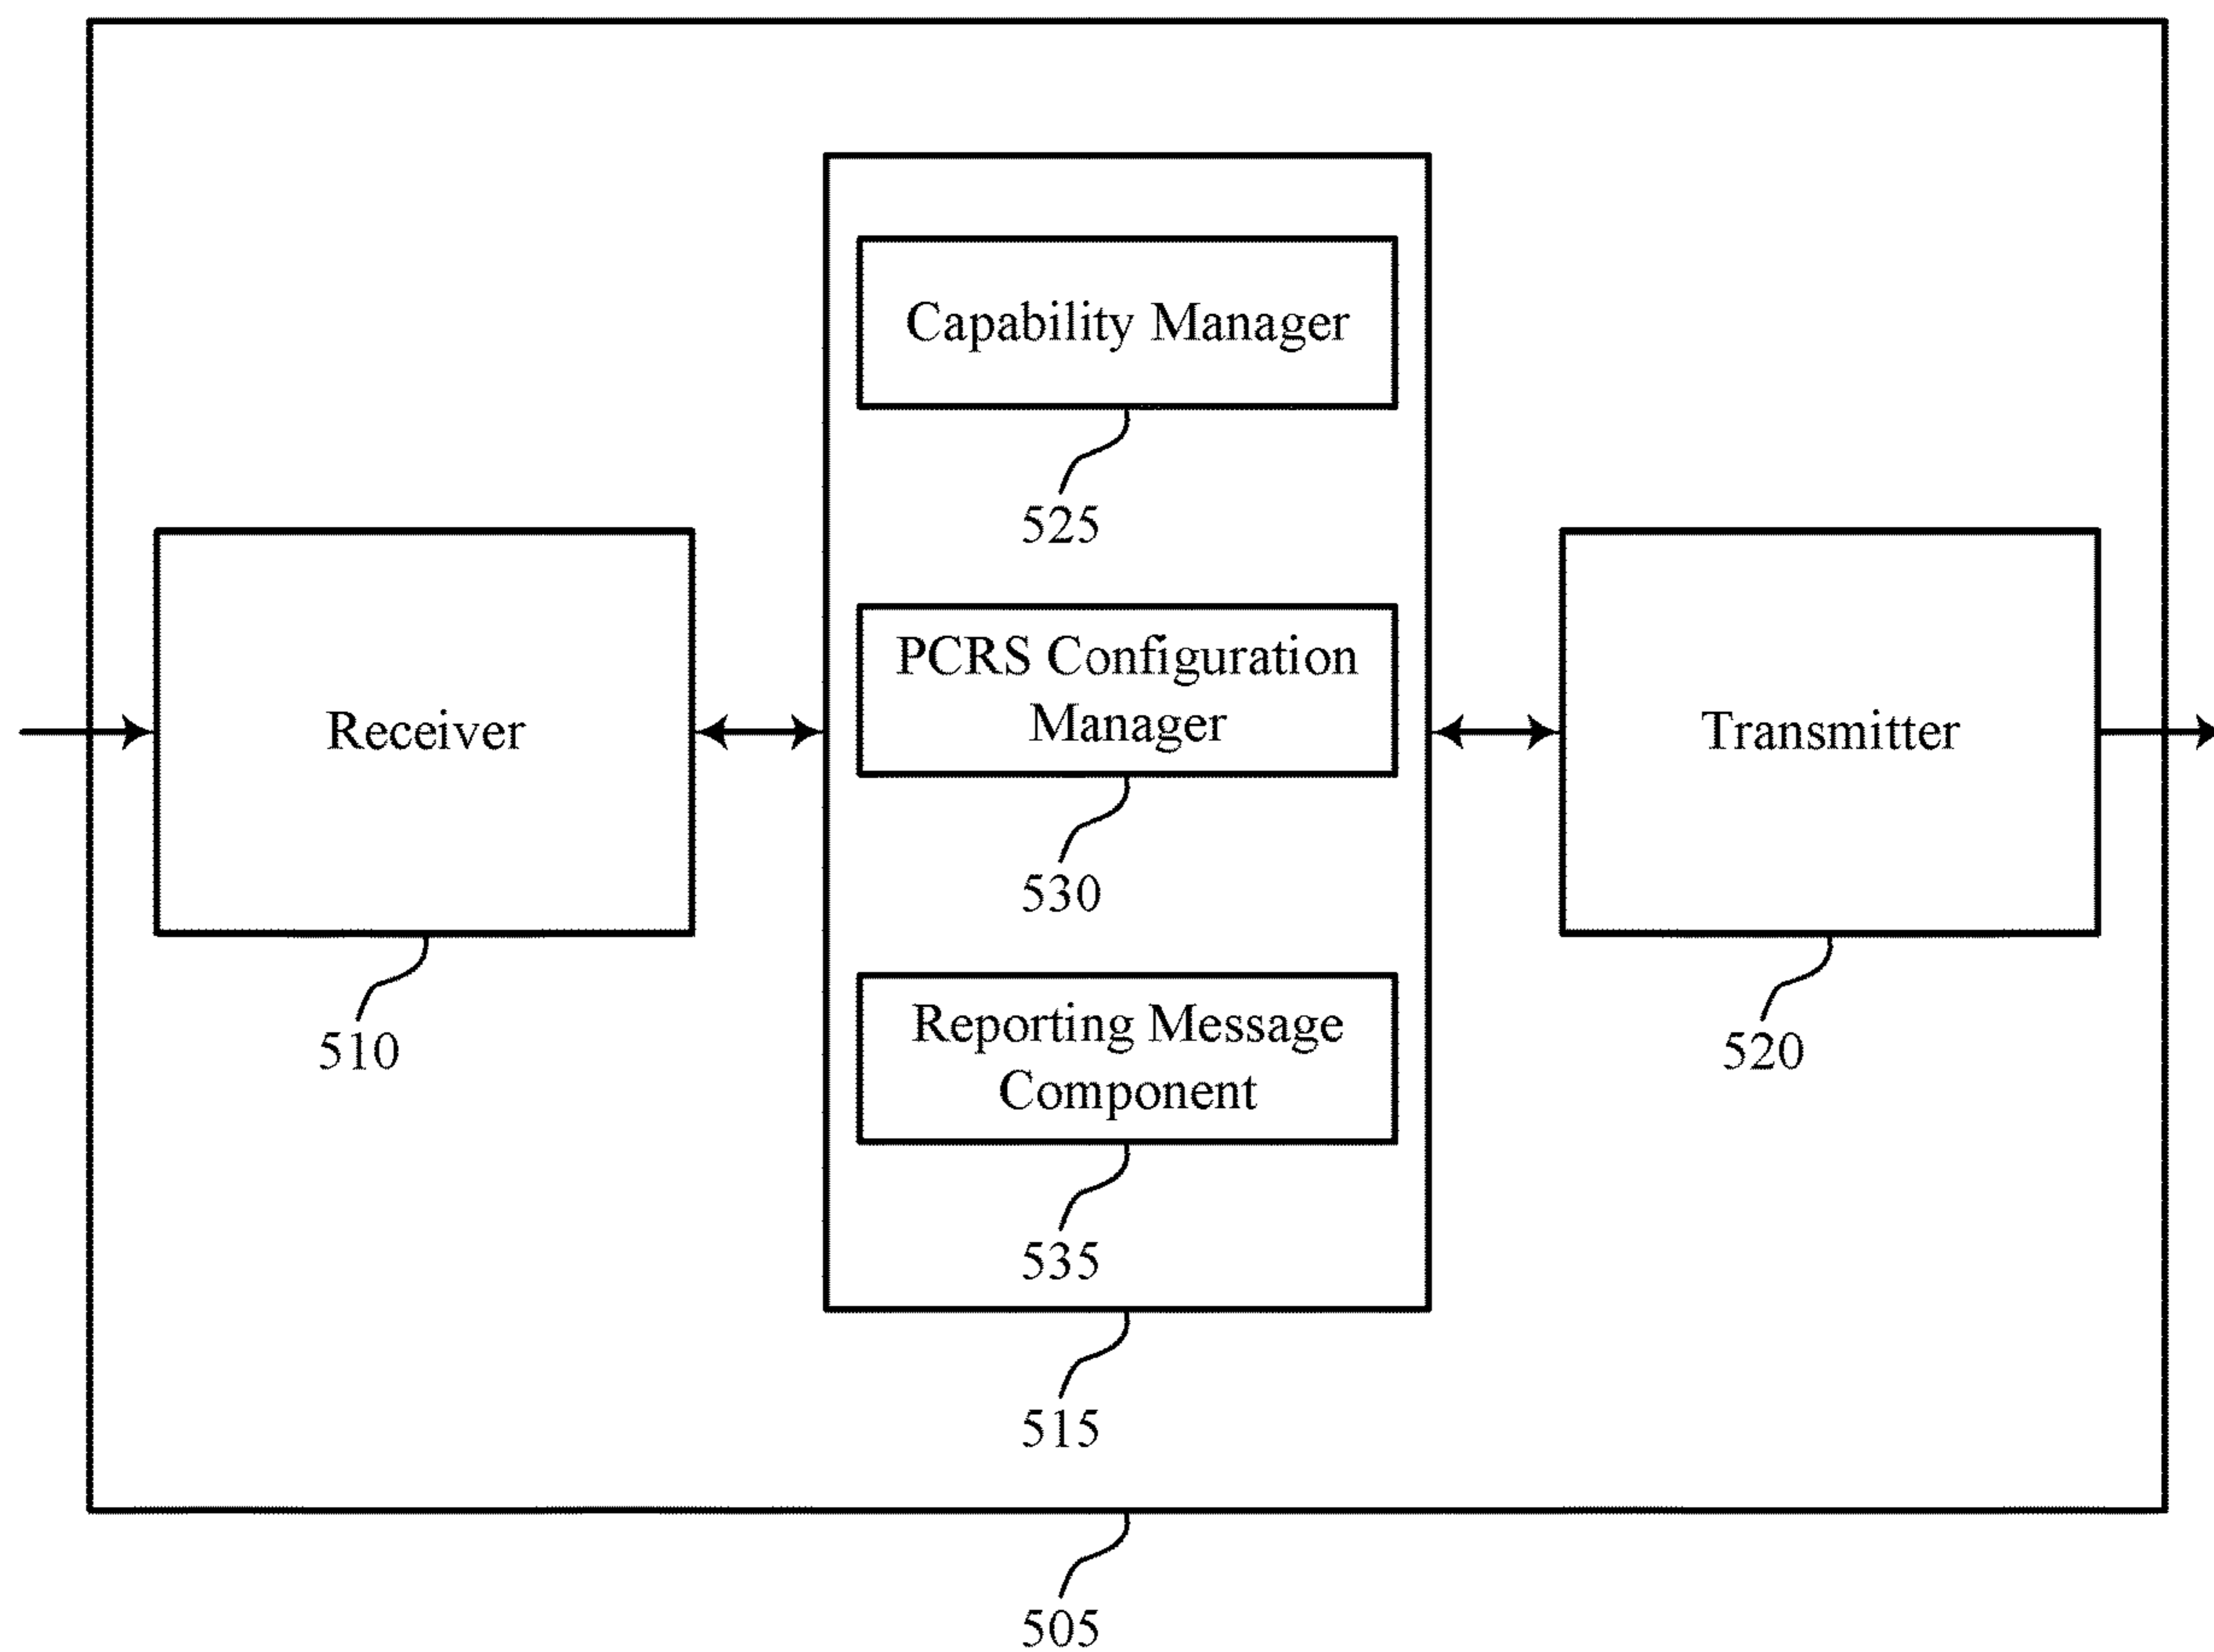 Capability Manager
525
PCRS Configuration
Manager
530
Receiver
510
Transmitter
520
Reporting Message
Component
535
515
505